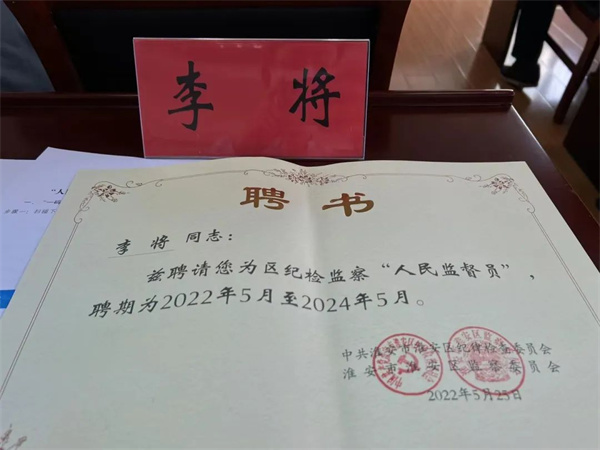 李 将
聘书
李 将 同志：
兹聘请您为区纪检监察“人民监督员”，
聘期为2022年5月至2024年5月。
中共淮安市淮安区纪律检查委员会
淮安市淮安区监察委员会
2022年5月23日